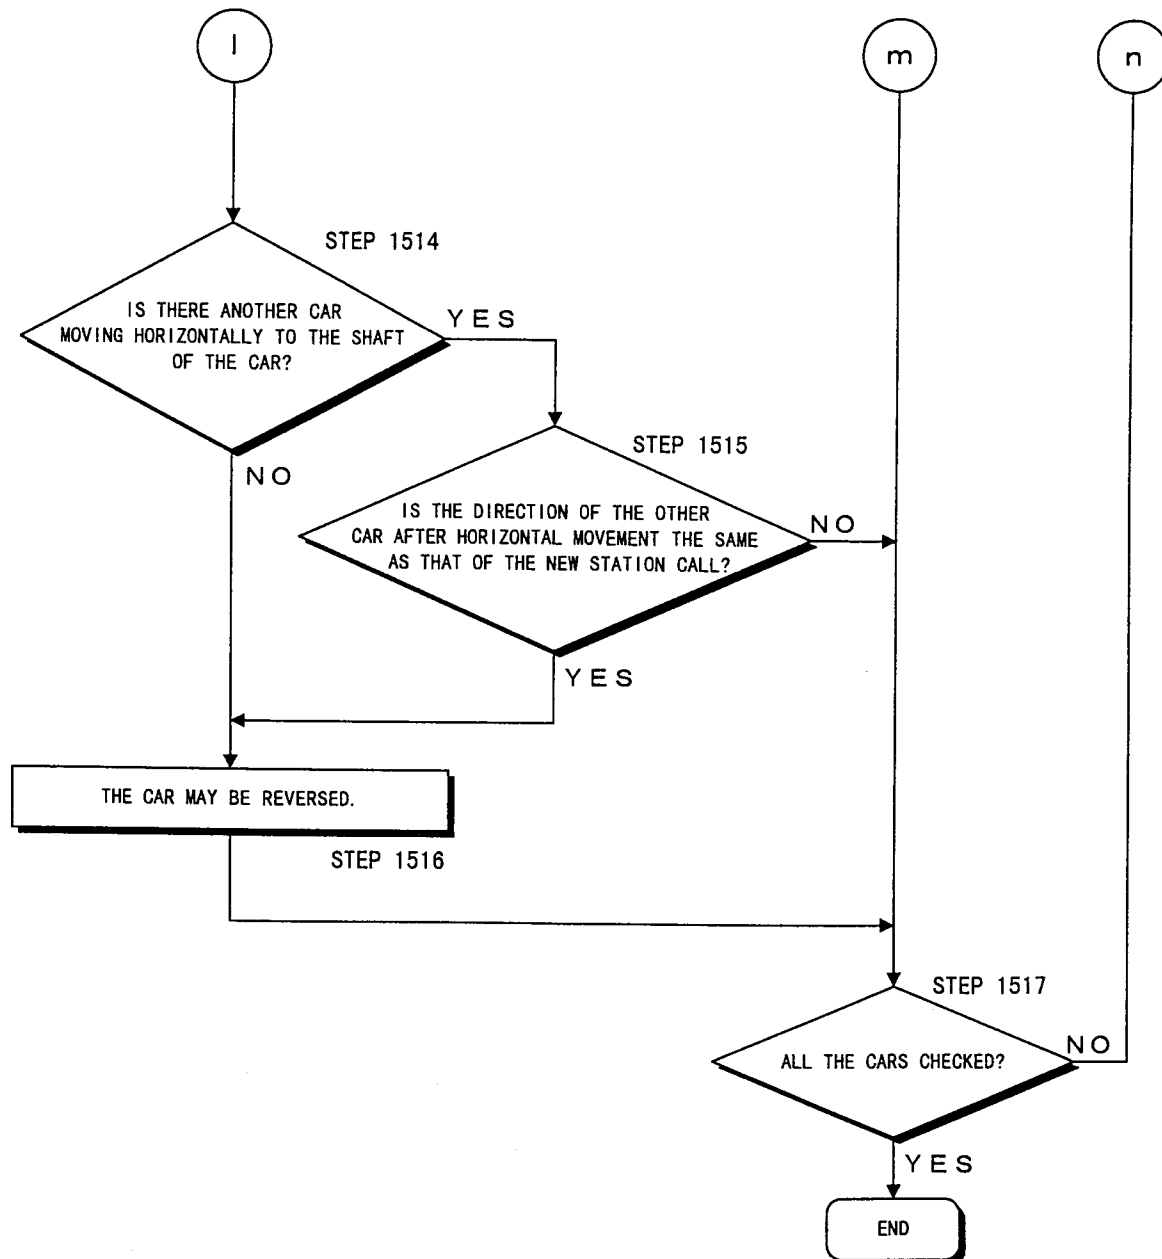 l
m
n
STEP 1514
IS THERE ANOTHER CAR
MOVING HORIZONTALLY TO THE SHAFT
OF THE CAR?
YES
NO
STEP 1515
IS THE DIRECTION OF THE OTHER
CAR AFTER HORIZONTAL MOVEMENT THE SAME
AS THAT OF THE NEW STATION CALL?
NO
YES
THE CAR MAY BE REVERSED.
STEP 1516
STEP 1517
ALL THE CARS CHECKED?
NO
YES
END